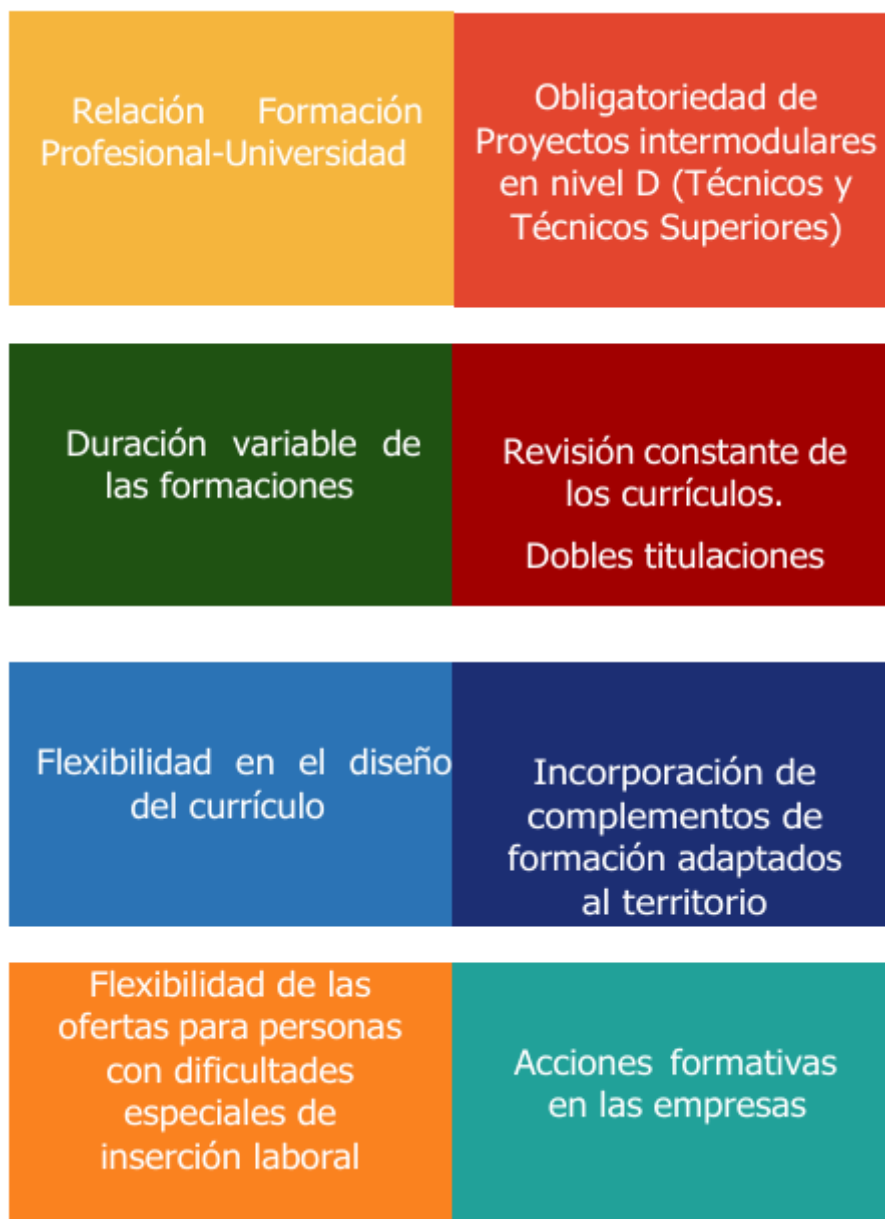 Relación Formación
Profesional-Universidad
Obligatoriedad de
Proyectos intermodulares
en nivel D (Técnicos y
Técnicos Superiores)
Duración variable de
las formaciones
Revisión constante de
los currículos.
Dobles titulaciones
Flexibilidad en el diseño
del currículo
Incorporación de
complementos de
formación adaptados
al territorio
Flexibilidad de las
ofertas para personas
con dificultades
especiales de
inserción laboral
Acciones formativas
en las empresas